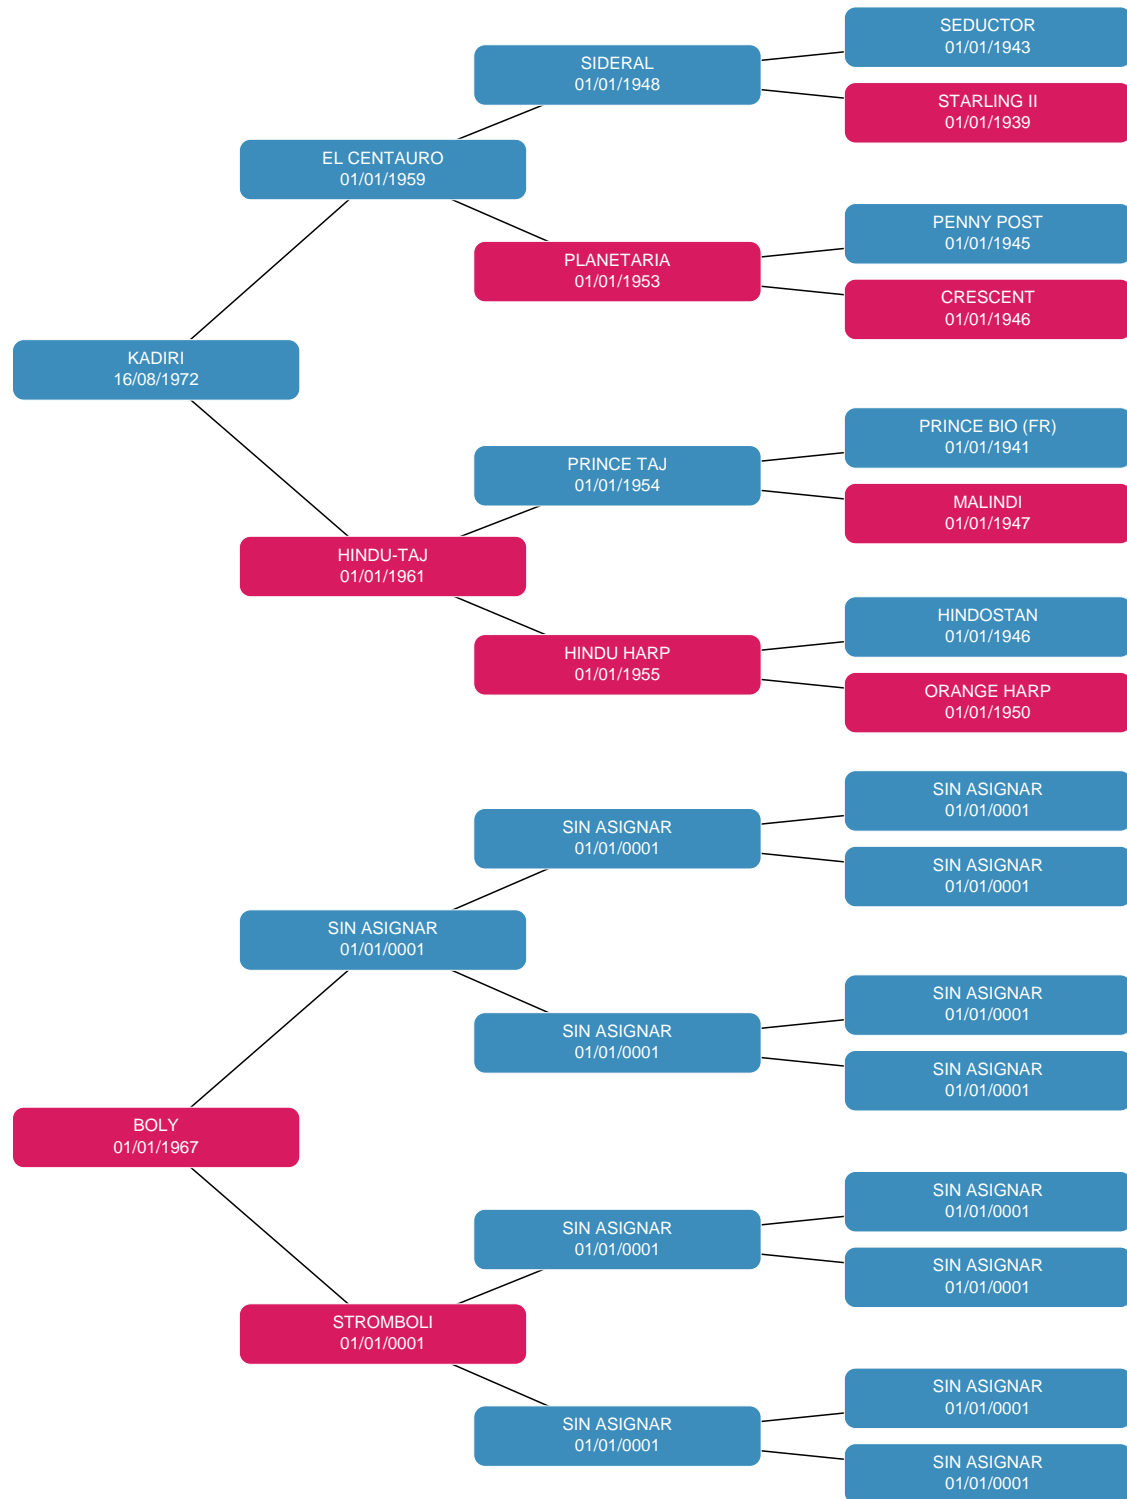 SEDUCTOR
01/01/1943
SIDERAL
01/01/1948
STARLING II
01/01/1939
EL CENTAURO
01/01/1959
PENNY POST
01/01/1945
PLANETARIA
01/01/1953
CRESCENT
01/01/1946
KADIRI
16/08/1972
PRINCE BIO (FR)
01/01/1941
PRINCE TAJ
01/01/1954
MALINDI
01/01/1947
HINDU-TAJ
01/01/1961
HINDOSTAN
01/01/1946
HINDU HARP
01/01/1955
ORANGE HARP
01/01/1950
SIN ASIGNAR
01/01/0001
SIN ASIGNAR
01/01/0001
SIN ASIGNAR
01/01/0001
SIN ASIGNAR
01/01/0001
SIN ASIGNAR
01/01/0001
SIN ASIGNAR
01/01/0001
SIN ASIGNAR
01/01/0001
BOLY
01/01/1967
SIN ASIGNAR
01/01/0001
SIN ASIGNAR
01/01/0001
SIN ASIGNAR
01/01/0001
STROMBOLI
01/01/0001
SIN ASIGNAR
01/01/0001
SIN ASIGNAR
01/01/0001
SIN ASIGNAR
01/01/0001